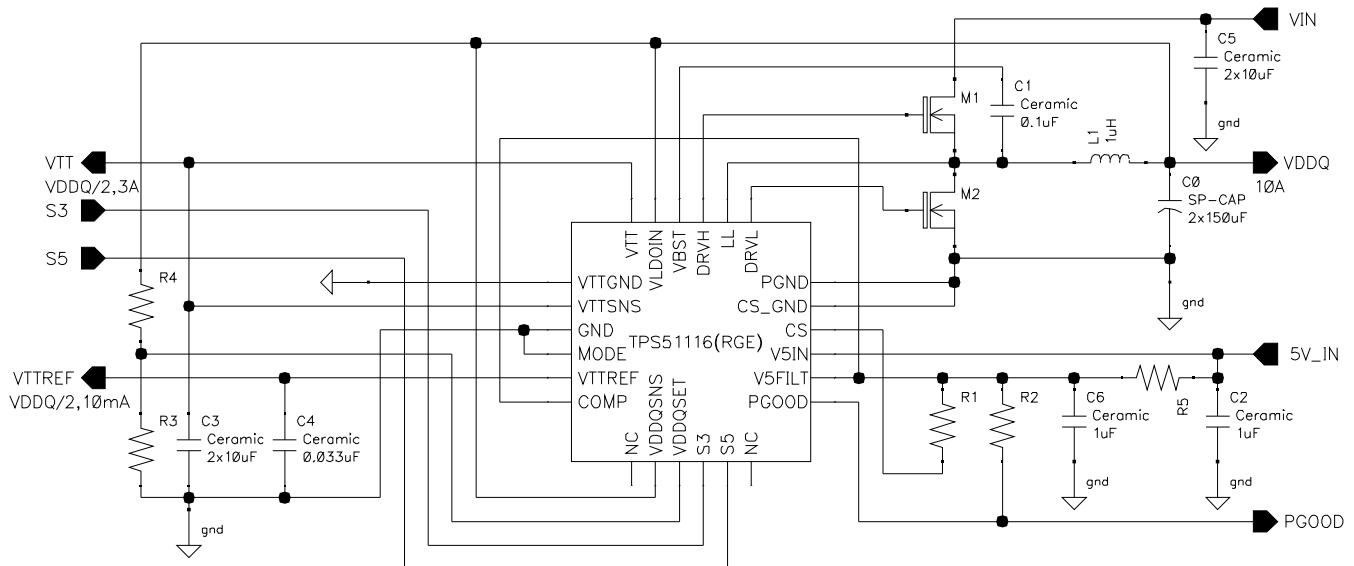 VIN
C5
Ceramic
2x10uF
gnd
M1
C1
Ceramic
0.1uF
L1
1uH
VTT
VDDQ/2,3A
VDDQ
10A
S3
M2
C0
SP-CAP
2x150uF
S5
VTT
VLDOIN
VBST
DRVH
LL
DRVL
R4
VTTGND
PGND
gnd
VTTSNS
CS_GND
GND
CS
TPS51116(RGE)
MODE
V5IN
5V_IN
VTTREF
VDDQ/2,10mA
VTTREF
V5FILT
COMP
PGOOD
R3
C3
Ceramic
2x10uF
C4
Ceramic
0.033uF
NC
VDDQSNS
VDDQSET
S3
S5
NC
R1
R2
C6
Ceramic
1uF
R5
C2
Ceramic
1uF
gnd
gnd
gnd
PGOOD